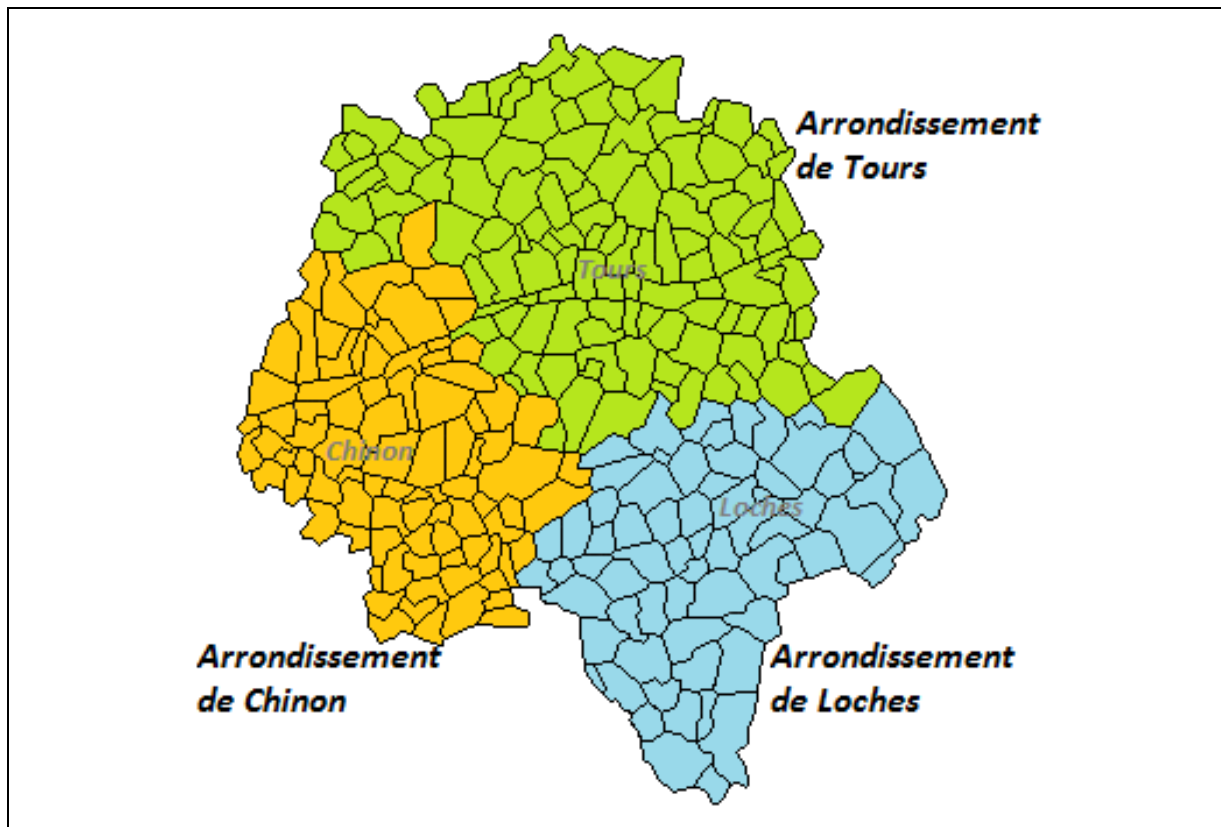 Arrondissement
de Tours
Tours
Chinon
Loches
Arrondissement
de Chinon
Arrondissement
de Loches